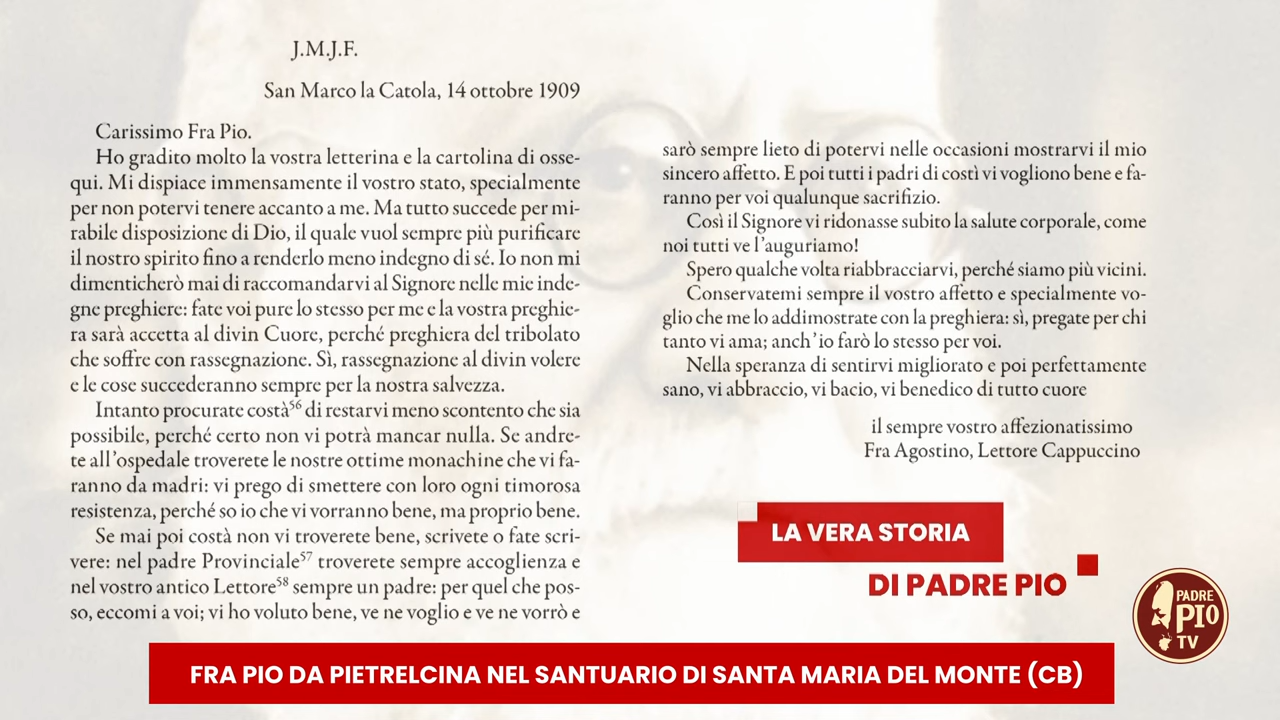 J.M.J.F.
San Marco la Catola, 14 ottobre 1909
Carissimo Fra Pio.
Ho gradito molto la vostra letterina e la cartolina di osse-
qui. Mi dispiace immensamente il vostro stato, specialmente
per non potervi tenere accanto a me. Ma tutto succede per mi-
rabile disposizione di Dio, il quale vuol sempre più purificare
il nostro spirito fino a renderlo meno indegno di sé. Io non mi
dimenticherò mai di raccomandarvi al Signore nelle mie inde-
gne preghiere: fate voi pure lo stesso per me e la vostra preghie-
ra sarà accetta al divin Cuore, perché preghiera del tribolato
che soffre con rassegnazione. Sì, rassegnazione al divin volere
e le cose succederanno sempre per la nostra salvezza.
Intanto procurate costà56 di restarvi meno scontento che sia
possibile, perché certo non vi potrà mancar nulla. Se andre-
te all’ospedale troverete le nostre ottime monachine che vi fa-
ranno da madri: vi prego di smettere con loro ogni timorosa
resistenza, perché so io che vi vorranno bene, ma proprio bene.
Se mai poi costà non vi troverete bene, scrivete o fate scri-
vere: nel padre Provinciale57 troverete sempre accoglienza e
nel vostro antico Lettore58 sempre un padre: per quel che pos-
so, eccomi a voi; vi ho voluto bene, ve ne voglio e ve ne vorrò e
sarò sempre lieto di potervi nelle occasioni mostrarvi il mio
sincero affetto. E poi tutti i padri di costì vi vogliono bene e fa-
ranno per voi qualunque sacrifizio.
Così il Signore vi ridonasse subito la salute corporale, come
noi tutti ve l’auguriamo!
Spero qualche volta riabbracciarvi, perché siamo più vicini.
Conservatemi sempre il vostro affetto e specialmente vo-
glio che me lo addimostrate con la preghiera: sì, pregate per chi
tanto vi ama; anch’io farò lo stesso per voi.
Nella speranza di sentirvi migliorato e poi perfettamente
sano, vi abbraccio, vi bacio, vi benedico di tutto cuore
il sempre vostro affezionatissimo
Fra Agostino, Lettore Cappuccino
LA VERA STORIA
DI PADRE PIO
PADRE
PIO
TV
FRA PIO DA PIETRELCINA NEL SANTUARIO DI SANTA MARIA DEL MONTE (CB)